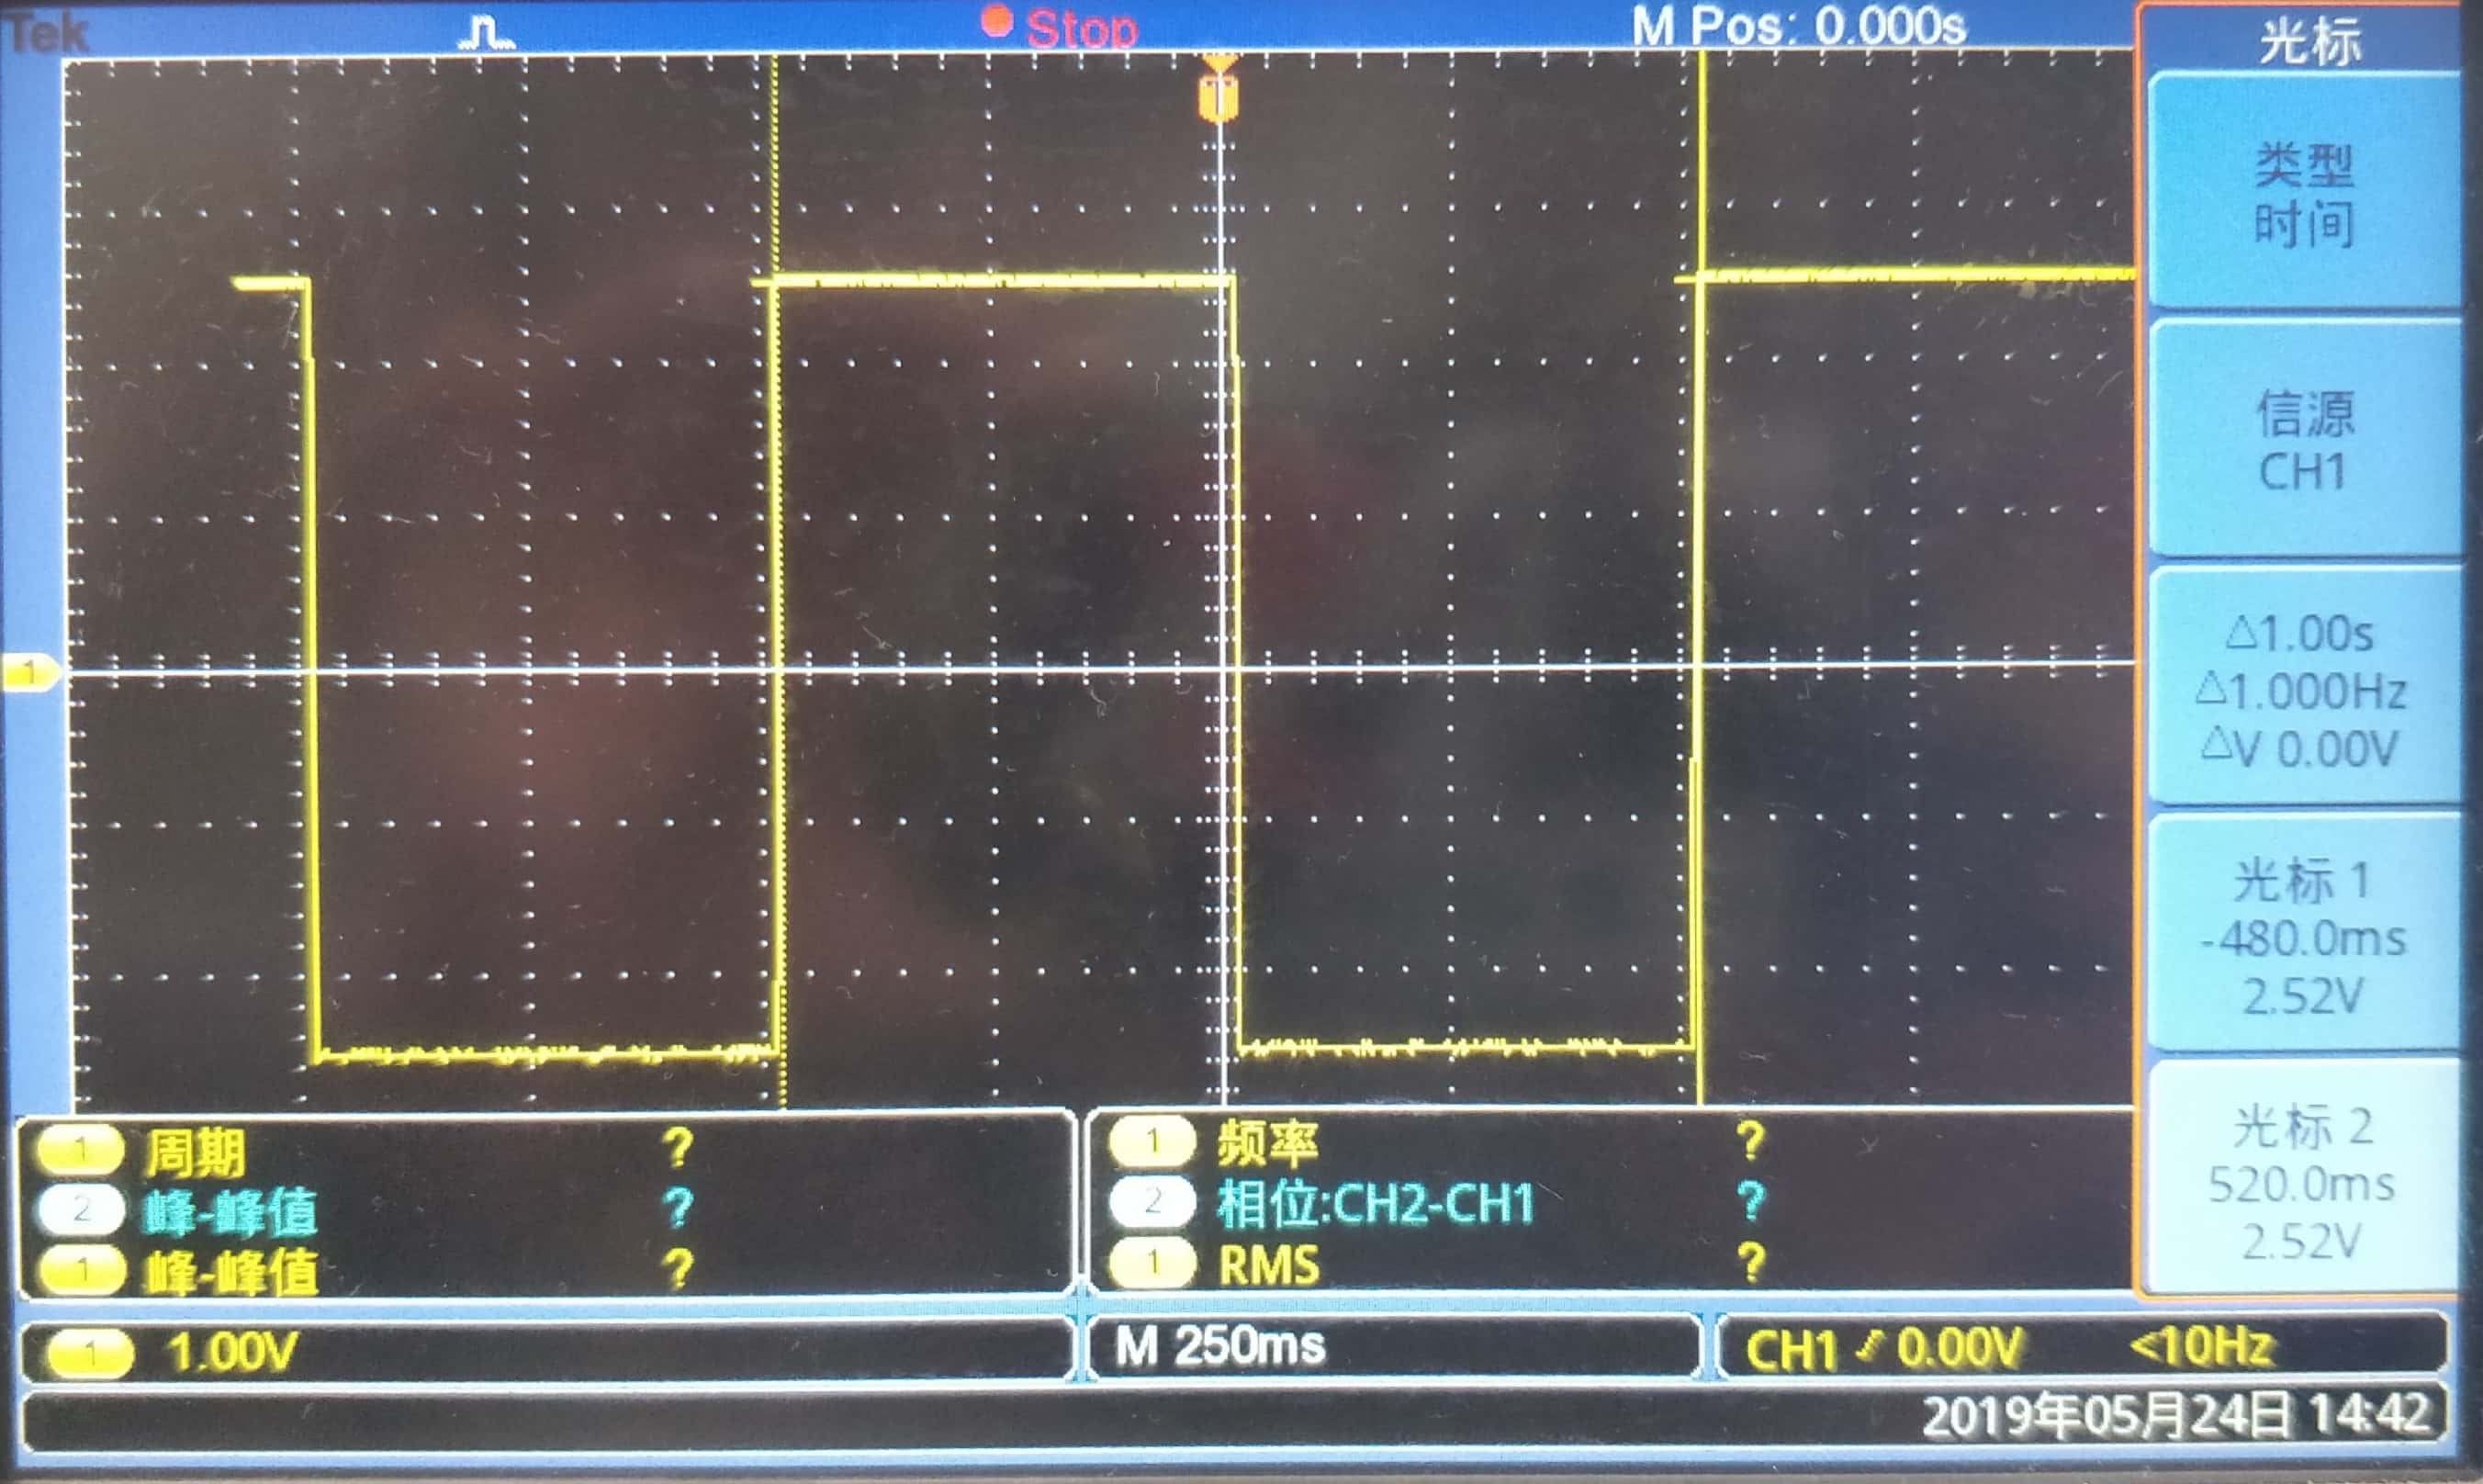 Tek
Stop
M Pos: 0.000s
光标
T
类型
时间
信源
CH1
△1.00s
△1.000Hz
△V 0.00V
1
光标 1
-480.0ms
2.52V
光标 2
520.0ms
2.52V
1 周期 ?
2 峰-峰值 ?
1 峰-峰值 ?
1 频率 ?
2 相位:CH2-CH1 ?
1 RMS ?
1 1.00V
M 250ms
CH1 0.00V <10Hz
2019年05月24日 14:42